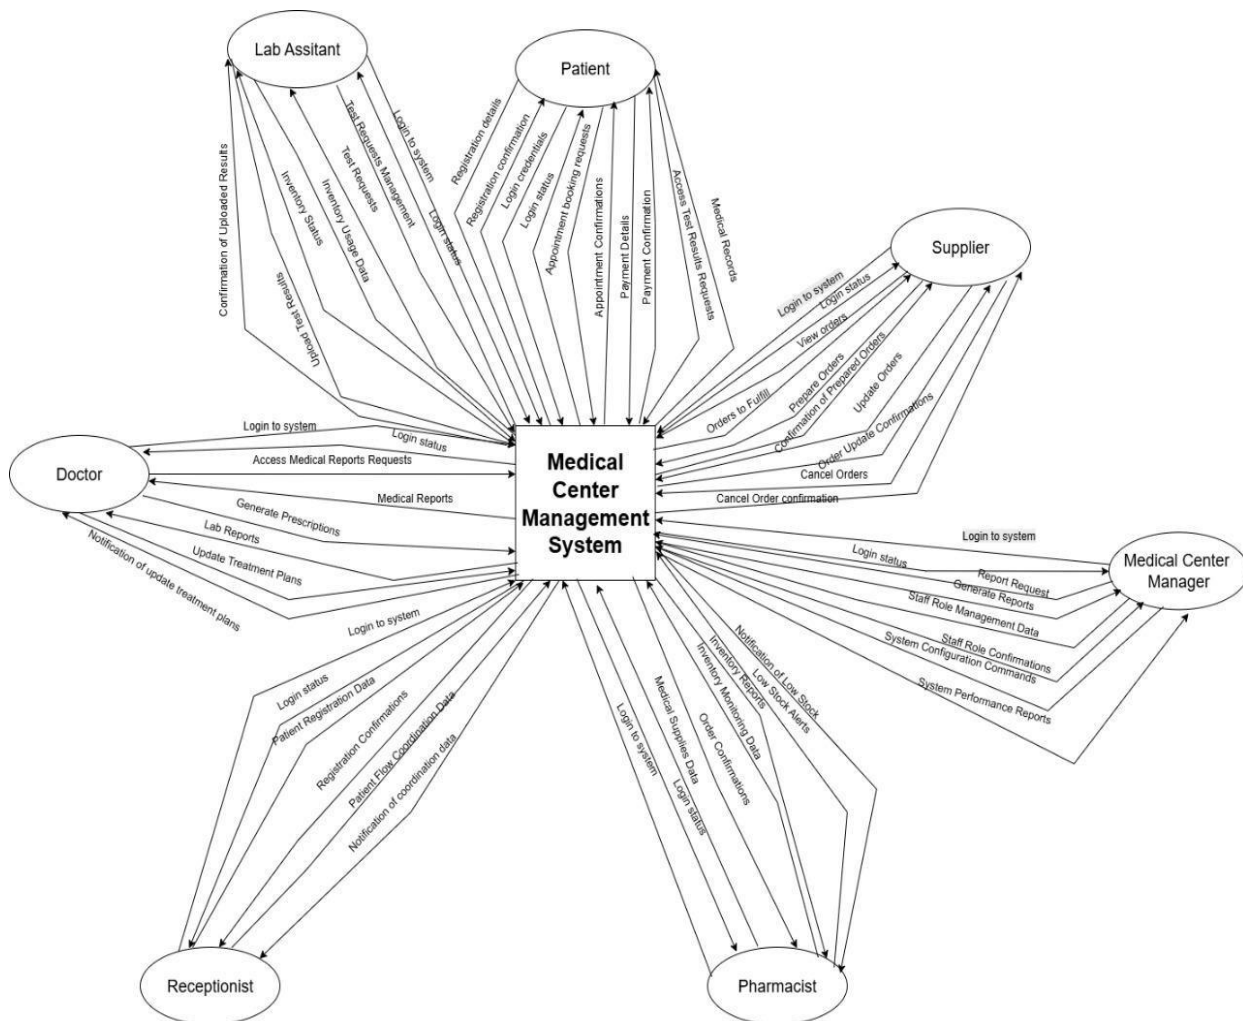 Lab Assitant
Patient
Supplier
Doctor
Medical
Center
Management
System
Medical Center
Manager
Receptionist
Pharmacist
Confirmation of Uploaded Results
Upload Test Results
Inventory Status
Inventory Usage Data
Test Requests
Test Requests Management
Login to system
Login status
Registration details
Registration confirmation
Login credentials
Login status
Appointment booking requests
Appointment Confirmations
Payment Details
Payment Confirmation
Access Test Results Requests
Medical Records
Login to system
Login status
View orders
Orders to Fulfill
Prepare Orders
Confirmation of Prepared Orders
Update Orders
Order Update Confirmations
Cancel Orders
Cancel Order confirmation
Login to system
Login status
Access Medical Reports Requests
Medical Reports
Generate Prescriptions
Lab Reports
Update Treatment Plans
Notification of update treatment plans
Login to system
Login status
Report Request
Generate Reports
Staff Role Management Data
Staff Role Confirmations
System Configuration Commands
System Performance Reports
Login to system
Login status
Patient Registration Data
Registration Confirmations
Patient Flow Coordination Data
Notification of coordination data
Login to system
Login status
Medical Supplies Data
Order Confirmations
Inventory Monitoring Data
Inventory Reports
Low Stock Alerts
Notification of Low Stock